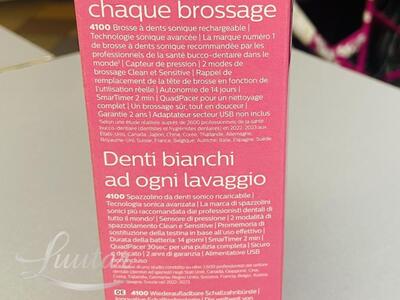 chaque brossage
4100 Brosse à dents sonique rechargeable |
Technologie sonique avancée | La marque numéro 1
de brosse à dents sonique recommandée par les
professionnels de la santé bucco-dentaire dans le
monde¹ | Capteur de pression | 2 modes de
brossage Clean et Sensitive | Rappel de
remplacement de la tête de brosse en fonction de
l'utilisation réelle | Autonomie de 14 jours |
SmarTimer 2 min | QuadPacer pour un nettoyage
complet | Un brossage sûr, tout en douceur |
Garantie 2 ans | Adaptateur secteur USB non inclus
Denti bianchi
ad ogni lavaggio
4100 Spazzolino da denti sonico ricaricabile |
Tecnologia sonica avanzata | La marca di spazzolini
sonici più raccomandata dai professionisti dentali di
tutto il mondo¹ | Sensore di pressione | 2 modalità di
spazzolamento Clean e Sensitive | Promemoria di
sostituzione della testina in base all'uso effettivo |
Durata della batteria: 14 giorni | SmarTimer 2 min |
QuadPacer 30sec per una pulizia completa | Sicuro
e delicato | 2 anni di garanzia | Alimentatore USB
non incluso
DE 4100 Wiederaufladbare Schallzahnbürste |